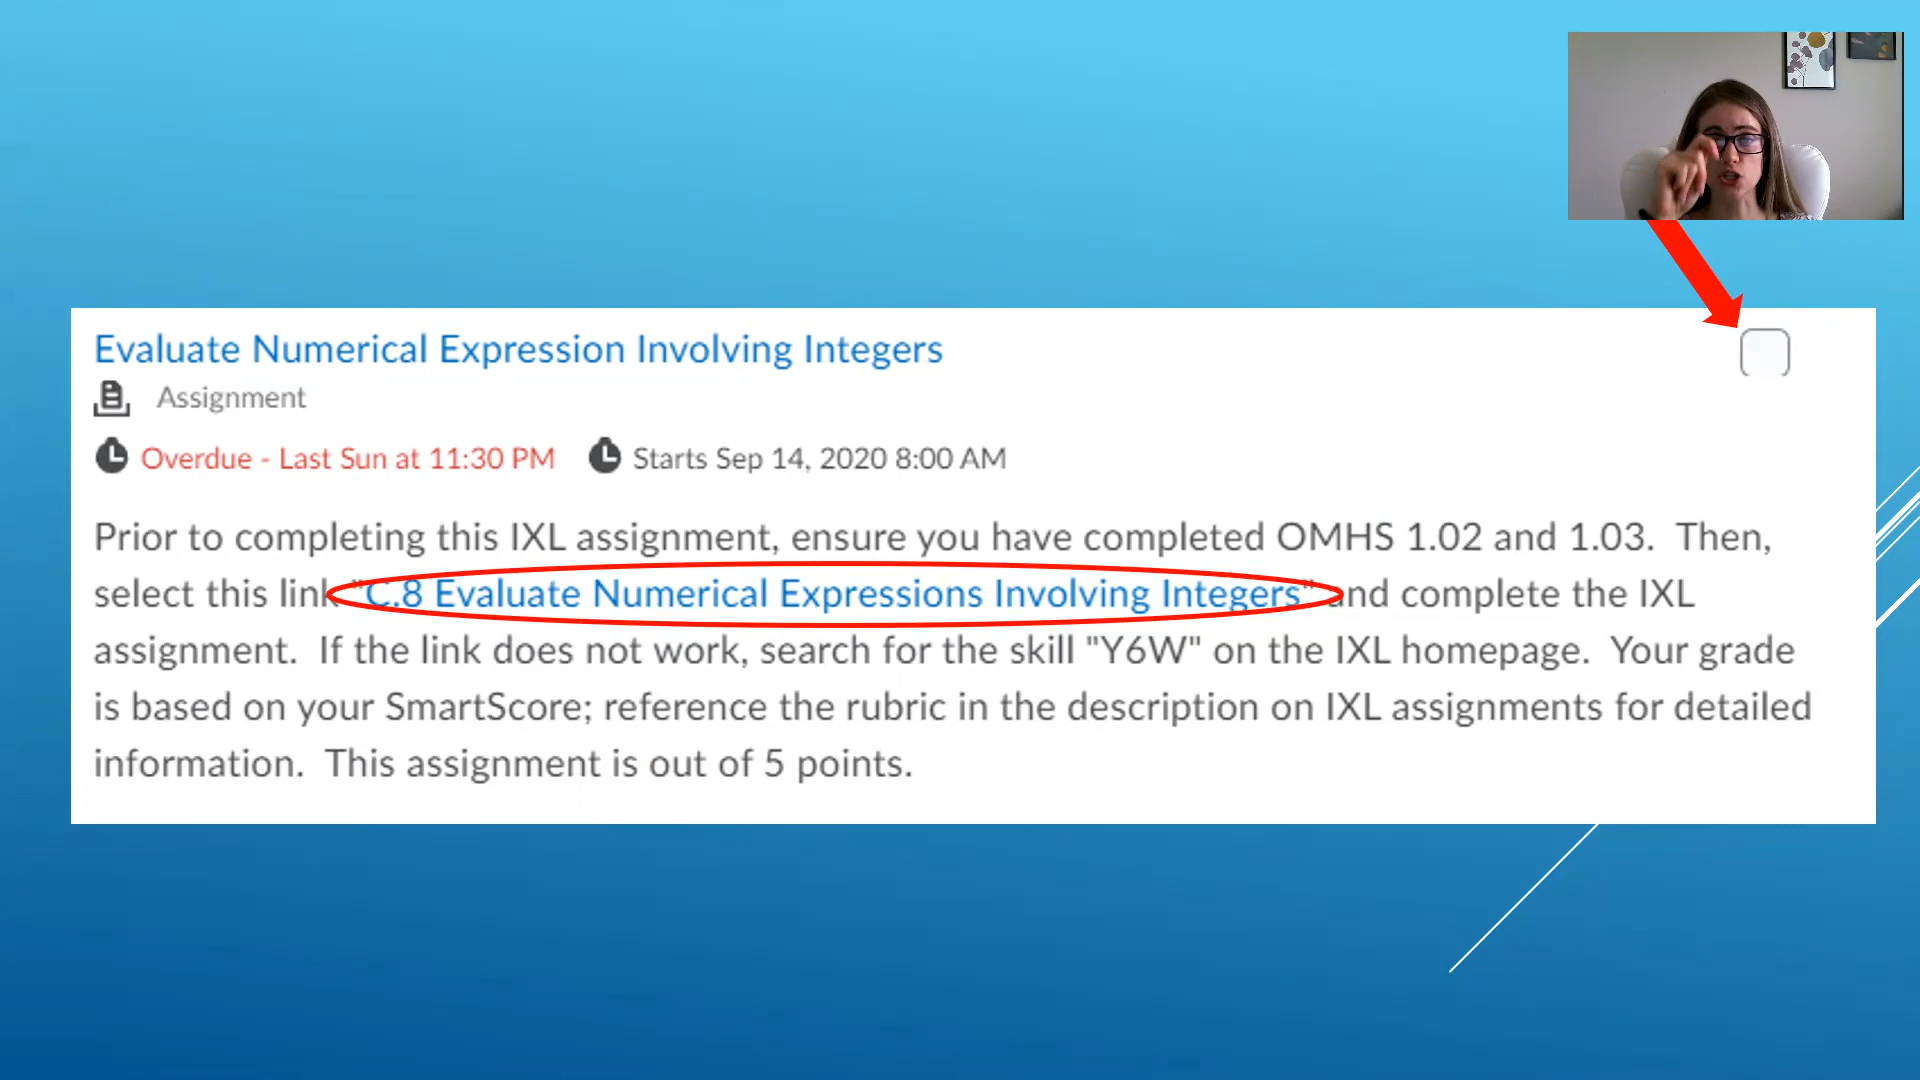 Evaluate Numerical Expression Involving Integers
Assignment
Overdue - Last Sun at 11:30 PM Starts Sep 14, 2020 8:00 AM
Prior to completing this IXL assignment, ensure you have completed OMHS 1.02 and 1.03. Then,
select this link "C.8 Evaluate Numerical Expressions Involving Integers" and complete the IXL
assignment. If the link does not work, search for the skill "Y6W" on the IXL homepage. Your grade
is based on your SmartScore; reference the rubric in the description on IXL assignments for detailed
information. This assignment is out of 5 points.